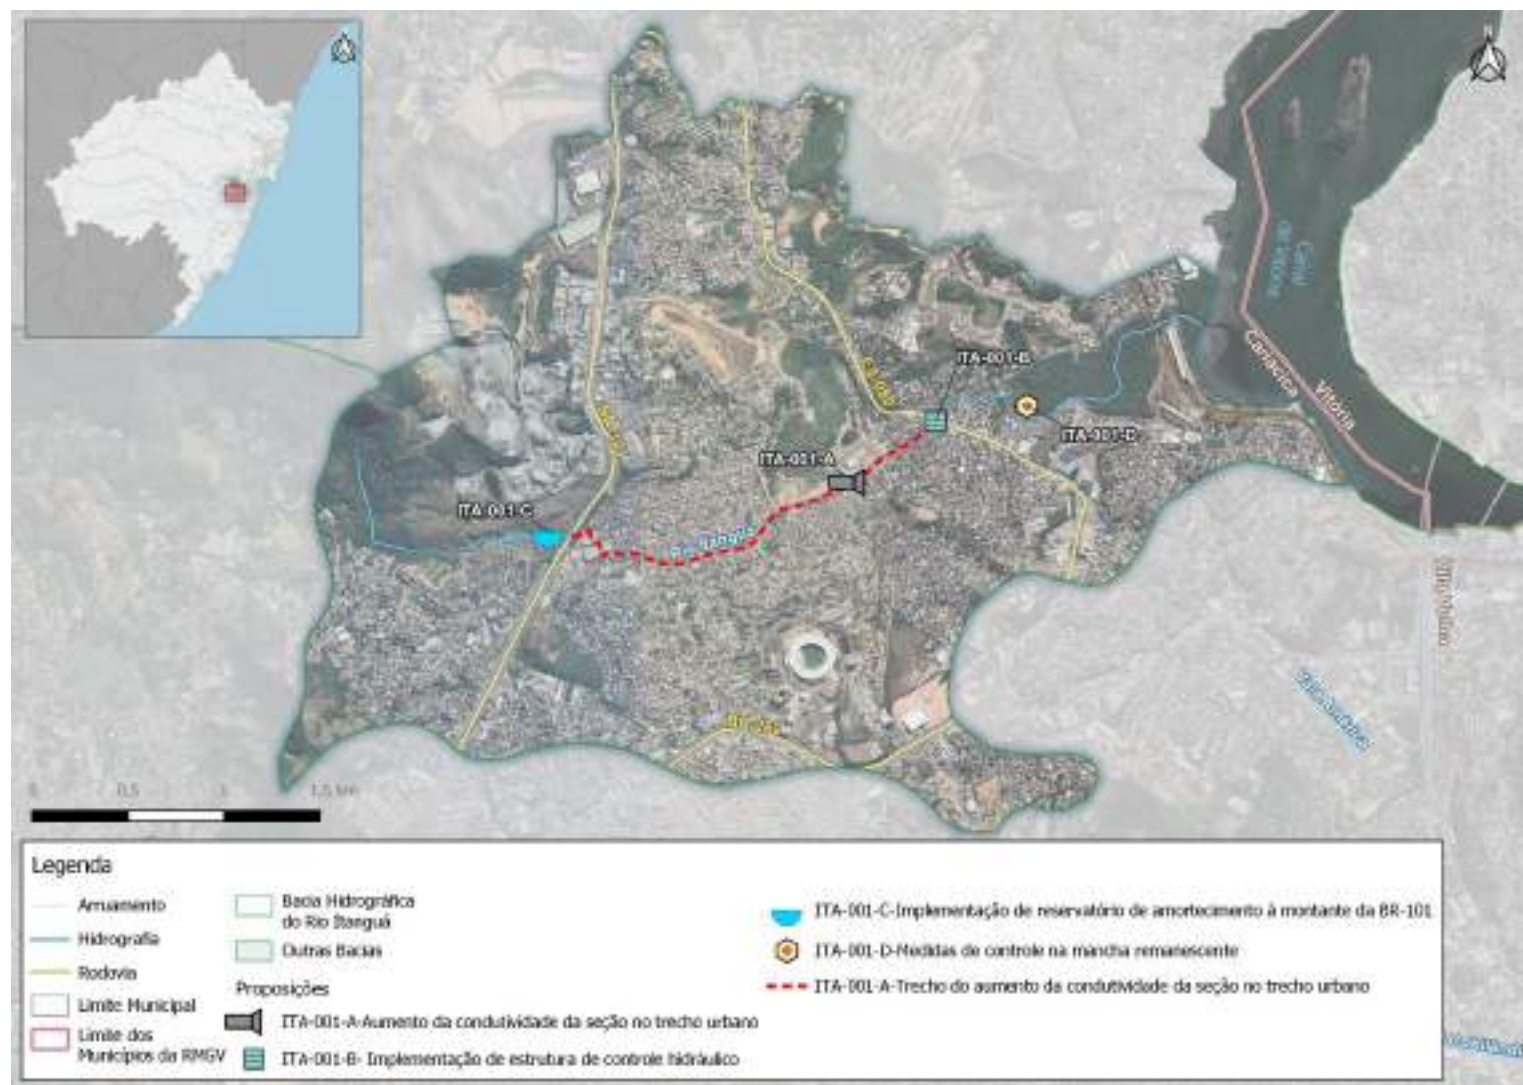 N
Canal
de Vitória
Cariacica
Vitória
ITA-001-B
ITA-001-D
ITA-001-A
ITA-001-C
Rio Itanguá
Vila Velha
0 0,5 1 1,5 km
Legenda
Arruamento
Hidrografia
Rodovia
Limite Municipal
Limite dos
Municípios da RMGV
Bacia Hidrográfica
do Rio Itanguá
Outras Bacias
Proposições
ITA-001-A-Aumento da condutividade da seção no trecho urbano
ITA-001-B- Implementação de estrutura de controle hidráulico
ITA-001-C-Implementação de reservatório de amortecimento à montante da BR-101
ITA-001-D-Medidas de controle na mancha remanescente
ITA-001-A-Trecho do aumento da condutividade da seção no trecho urbano